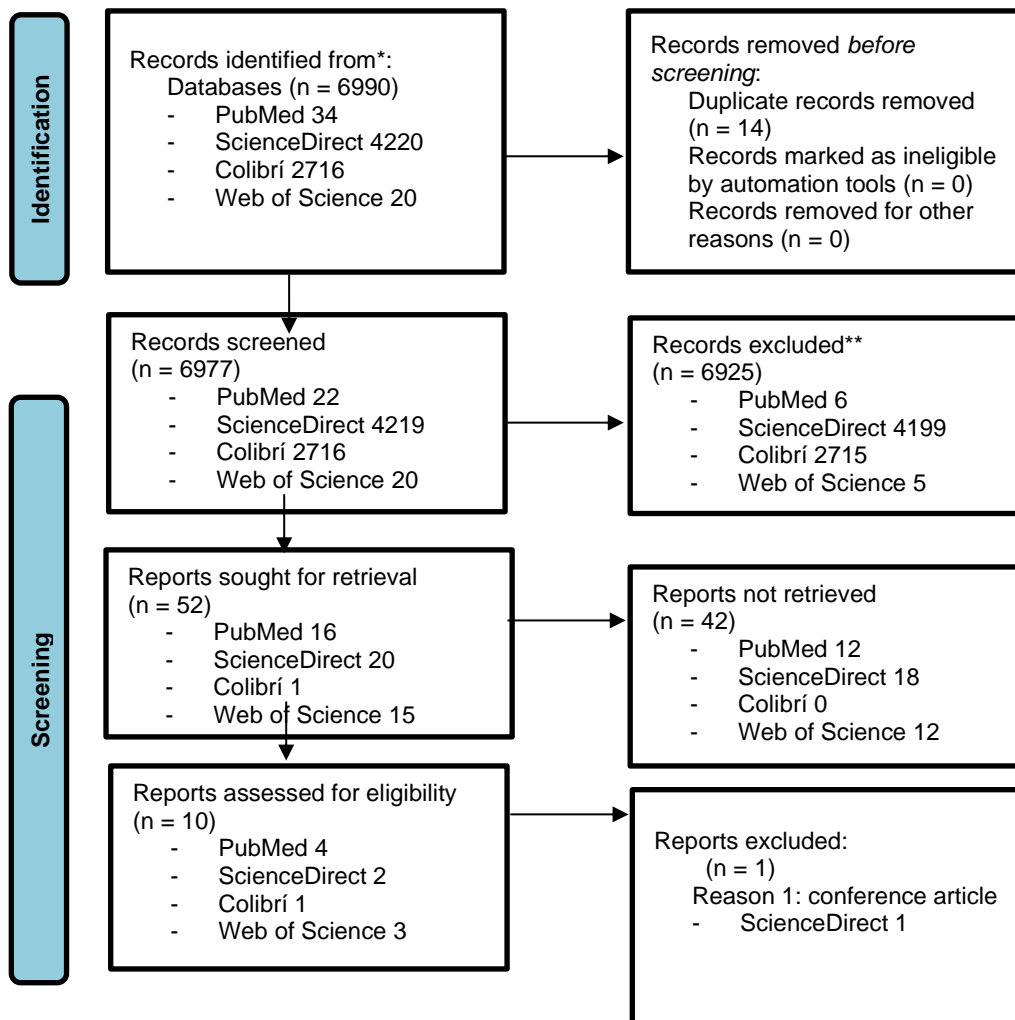 Identification
Records identified from*:
Databases (n = 6990)
- PubMed 34
- ScienceDirect 4220
- Colibrí 2716
- Web of Science 20
Records removed before
screening:
Duplicate records removed
(n = 14)
Records marked as ineligible
by automation tools (n = 0)
Records removed for other
reasons (n = 0)
Screening
Records screened
(n = 6977)
- PubMed 22
- ScienceDirect 4219
- Colibrí 2716
- Web of Science 20
Records excluded**
(n = 6925)
- PubMed 6
- ScienceDirect 4199
- Colibrí 2715
- Web of Science 5
Reports sought for retrieval
(n = 52)
- PubMed 16
- ScienceDirect 20
- Colibrí 1
- Web of Science 15
Reports not retrieved
(n = 42)
- PubMed 12
- ScienceDirect 18
- Colibrí 0
- Web of Science 12
Reports assessed for eligibility
(n = 10)
- PubMed 4
- ScienceDirect 2
- Colibrí 1
- Web of Science 3
Reports excluded:
(n = 1)
Reason 1: conference article
- ScienceDirect 1